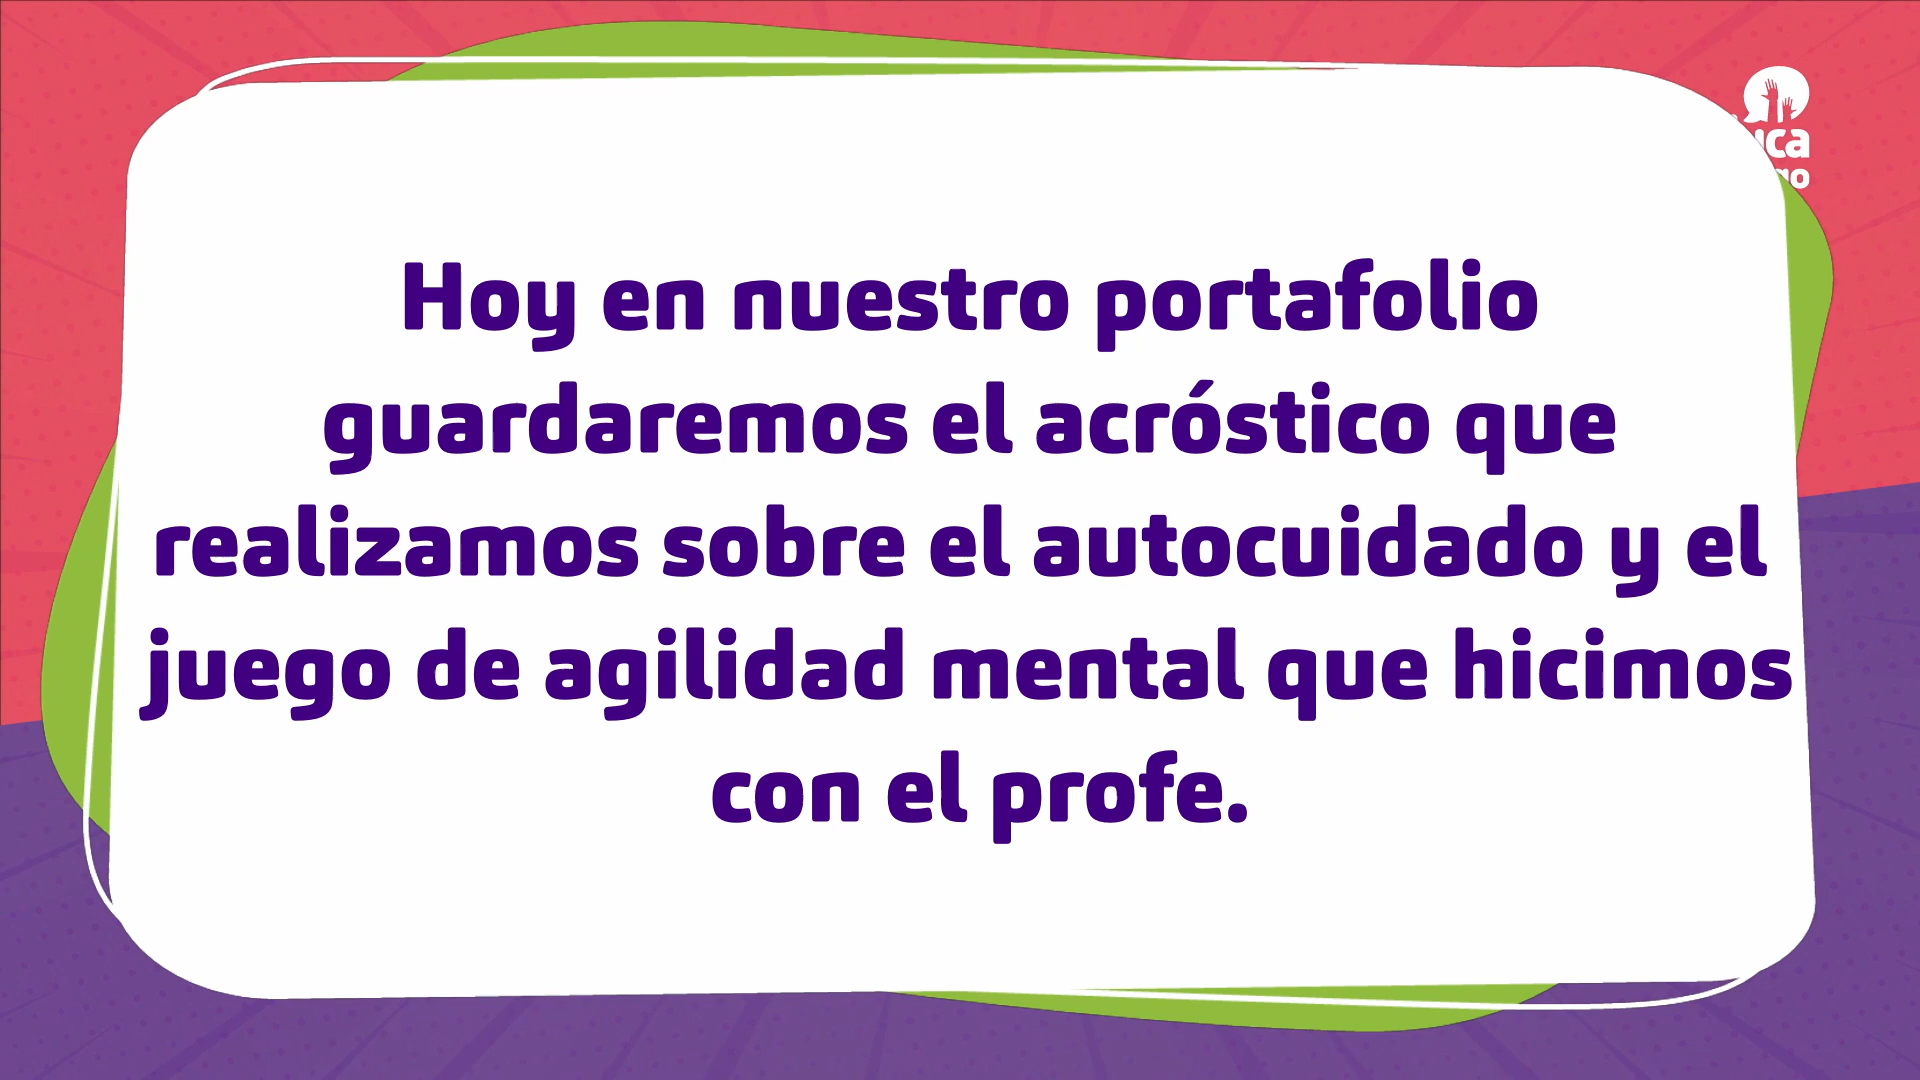 Hoy en nuestro portafolio
guardaremos el acróstico que
realizamos sobre el autocuidado y el
juego de agilidad mental que hicimos
con el profe.